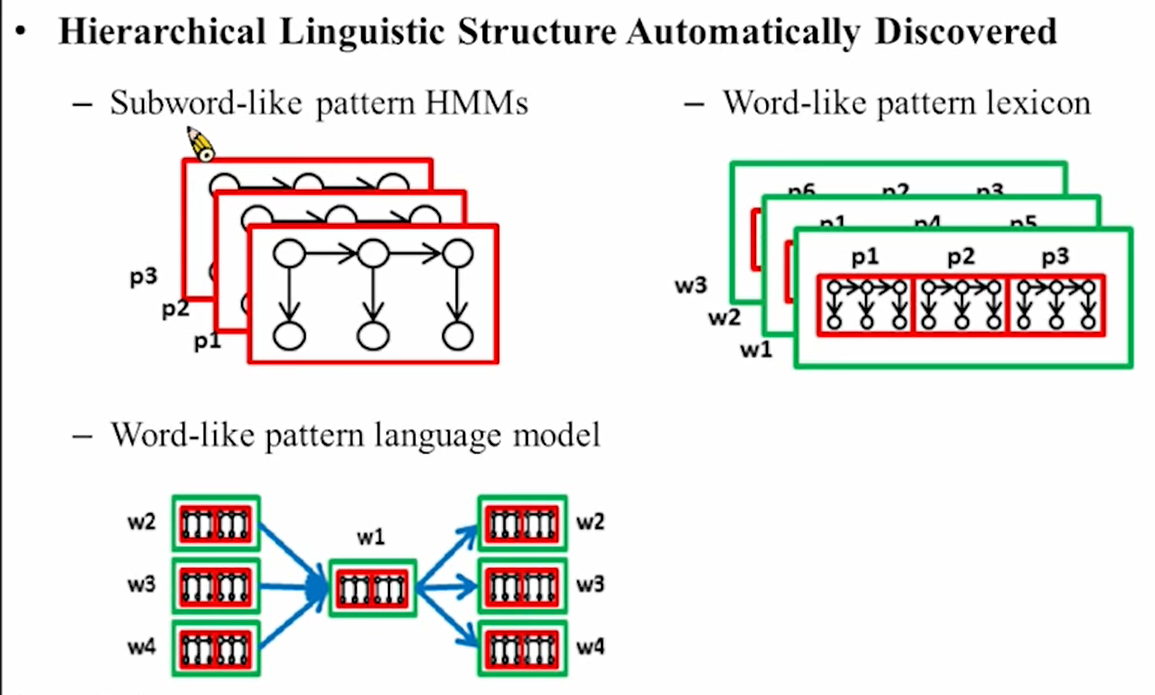 • Hierarchical Linguistic Structure Automatically Discovered
– Subword-like pattern HMMs
p3
p2
p1
– Word-like pattern lexicon
p6 p2 p3
p1 p4 p5
p1 p2 p3
w3
w2
w1
– Word-like pattern language model
w2
w3
w4
w1
w2
w3
w4